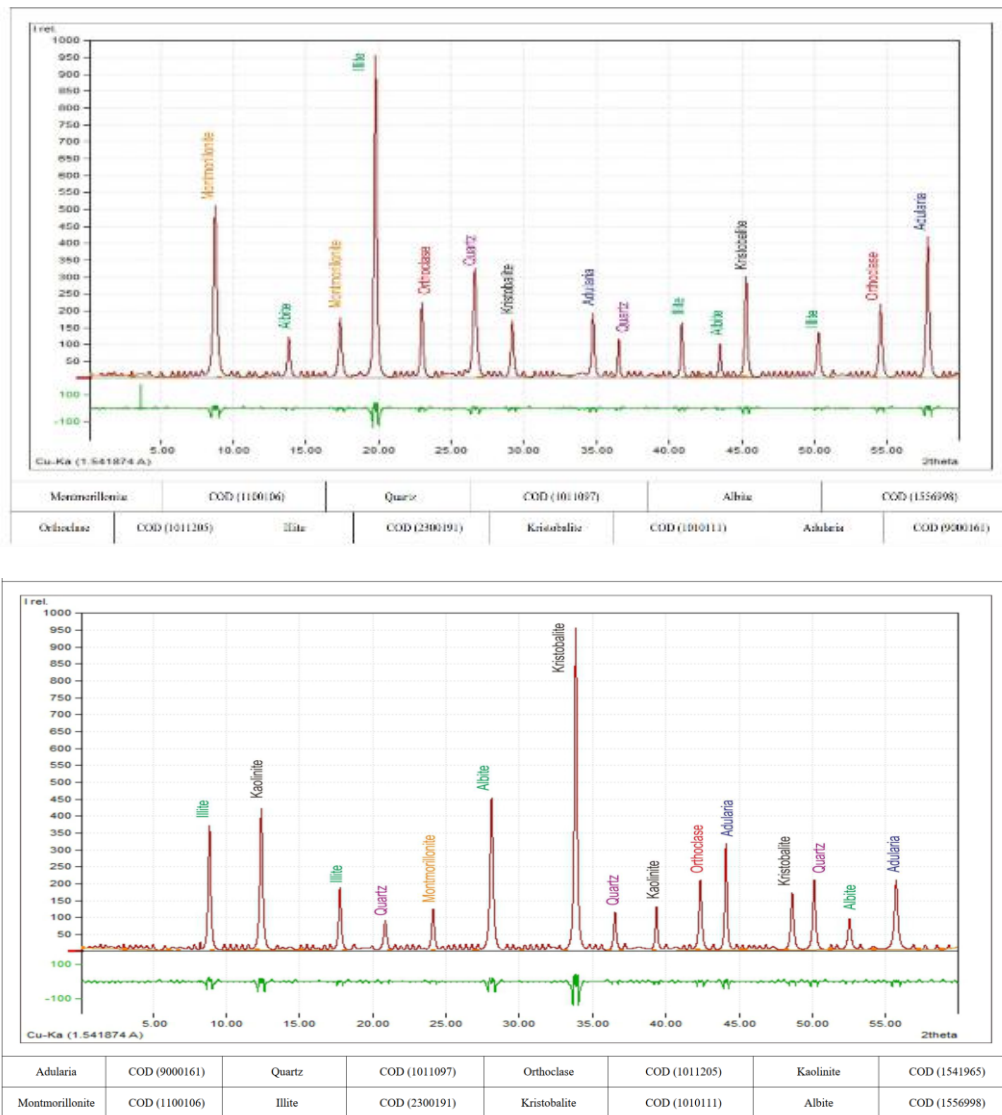 I rel.
1000
950
900
850
800
750
700
650
600
550
500
450
400
350
300
250
200
150
100
50
100
-100
Montmorillonite
Albite
Montmorillonite
Illite
Orthoclase
Quartz
Kristobalite
Adularia
Quartz
Illite
Albite
Kristobalite
Illite
Orthoclase
Adularia
5.00 10.00 15.00 20.00 25.00 30.00 35.00 40.00 45.00 50.00 55.00
Cu-Ka (1.541874 A) 2theta
Montmorillonite COD (1100106) Quartz COD (1011097) Albite COD (1556998)
Orthoclase COD (1011205) Illite COD (2300191) Kristobalite COD (1010111) Adularia COD (9000161)
I rel.
1000
950
900
850
800
750
700
650
600
550
500
450
400
350
300
250
200
150
100
50
100
-100
Illite
Kaolinite
Illite
Quartz
Montmorillonite
Albite
Kristobalite
Quartz
Kaolinite
Orthoclase
Adularia
Kristobalite
Quartz
Albite
Adularia
5.00 10.00 15.00 20.00 25.00 30.00 35.00 40.00 45.00 50.00 55.00
Cu-Ka (1.541874 A) 2theta
Adularia COD (9000161) Quartz COD (1011097) Orthoclase COD (1011205) Kaolinite COD (1541965)
Montmorillonite COD (1100106) Illite COD (2300191) Kristobalite COD (1010111) Albite COD (1556998)